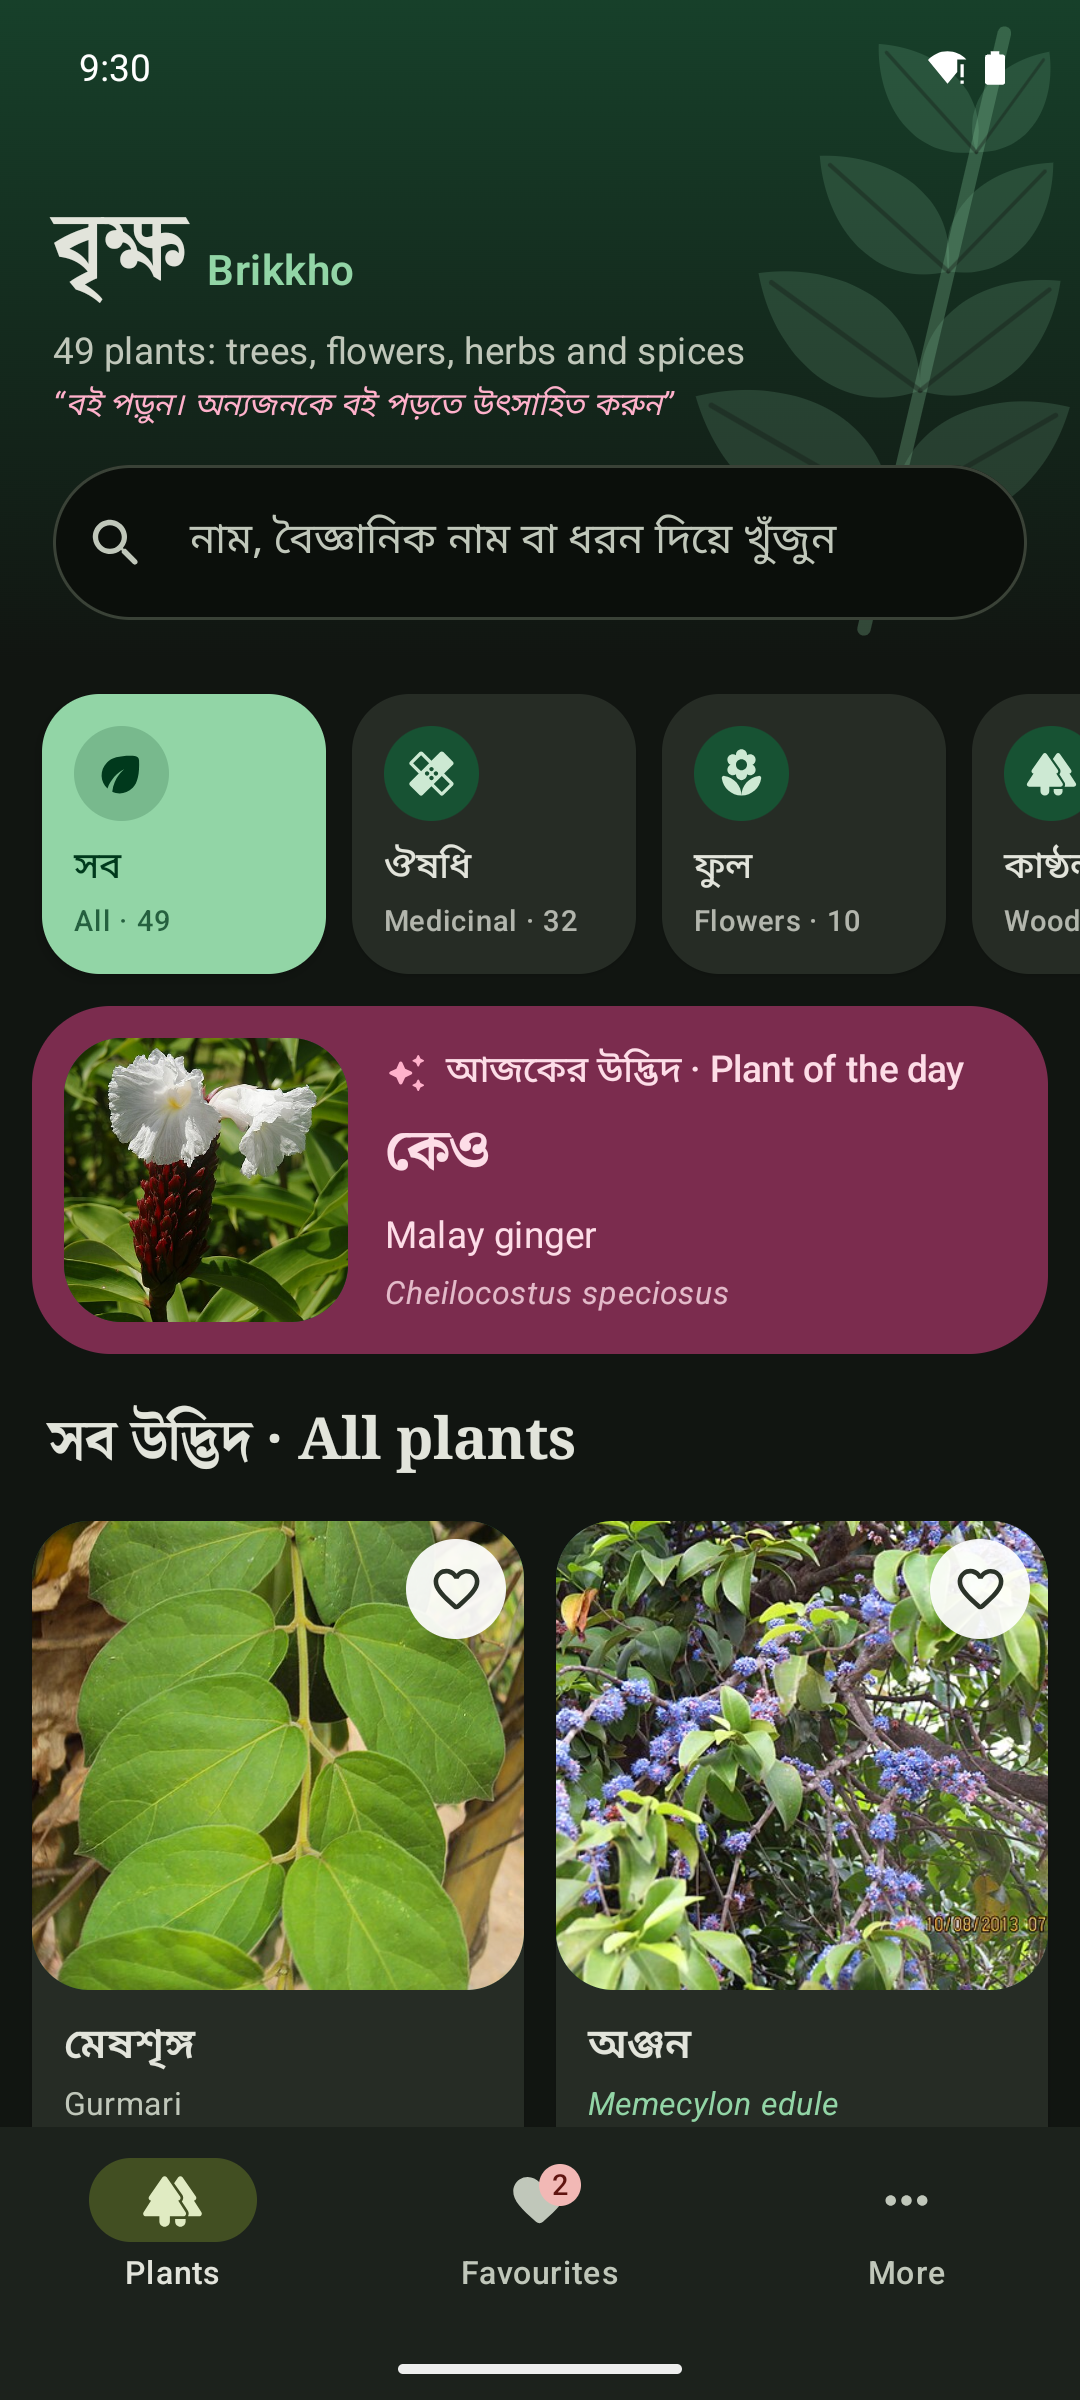 9:30
বৃক্ষ Brikkho
49 plants: trees, flowers, herbs and spices
“বই পড়ুন। অন্যজনকে বই পড়তে উৎসাহিত করুন”
নাম, বৈজ্ঞানিক নাম বা ধরন দিয়ে খুঁজুন
সব
All · 49
ঔষধি
Medicinal · 32
ফুল
Flowers · 10
Wood
আজকের উদ্ভিদ · Plant of the day
কেও
Malay ginger
Cheilocostus speciosus
সব উদ্ভিদ · All plants
10/08/2013 07
মেষশৃঙ্গ
Gurmari
অঞ্জন
Memecylon edule
2
Plants
Favourites
More